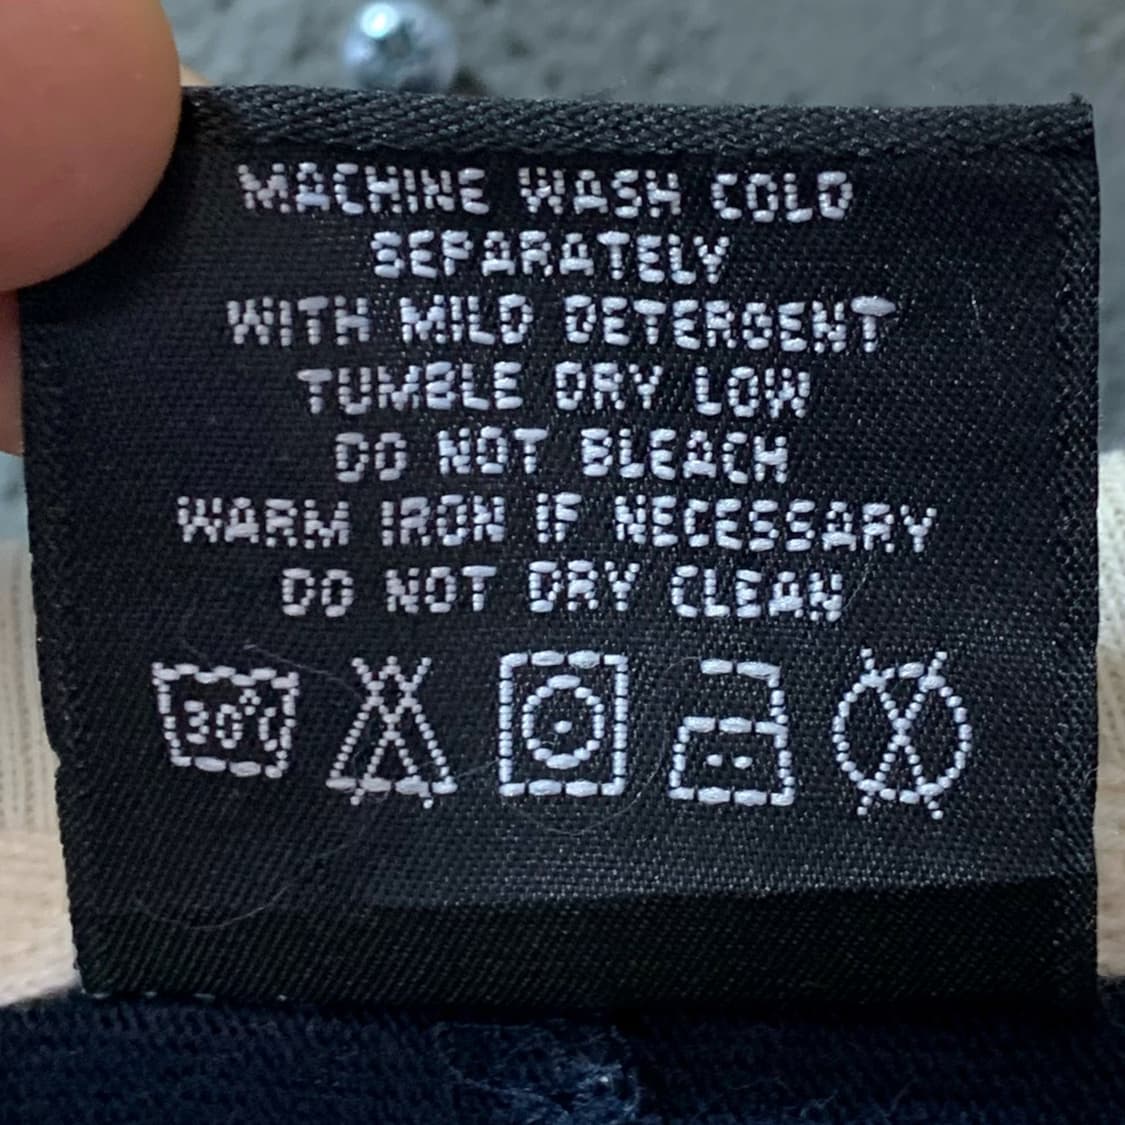 MACHINE WASH COLD
SEPARATELY
WITH MILD DETERGENT
TUMBLE DRY LOW
DO NOT BLEACH
WARM IRON IF NECESSARY
DO NOT DRY CLEAN
30°C